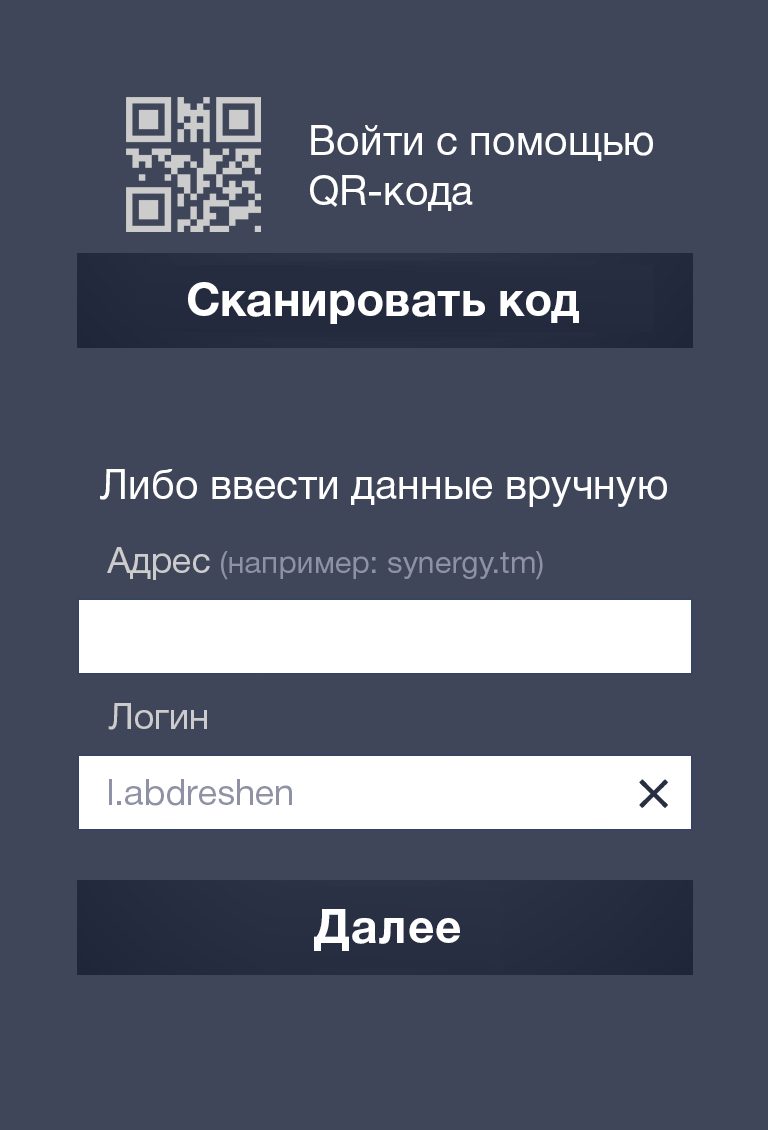 Войти с помощью
QR-кода
Сканировать код
Либо ввести данные вручную
Адрес (например: synergy.tm)
Логин
l.abdreshen
Далее